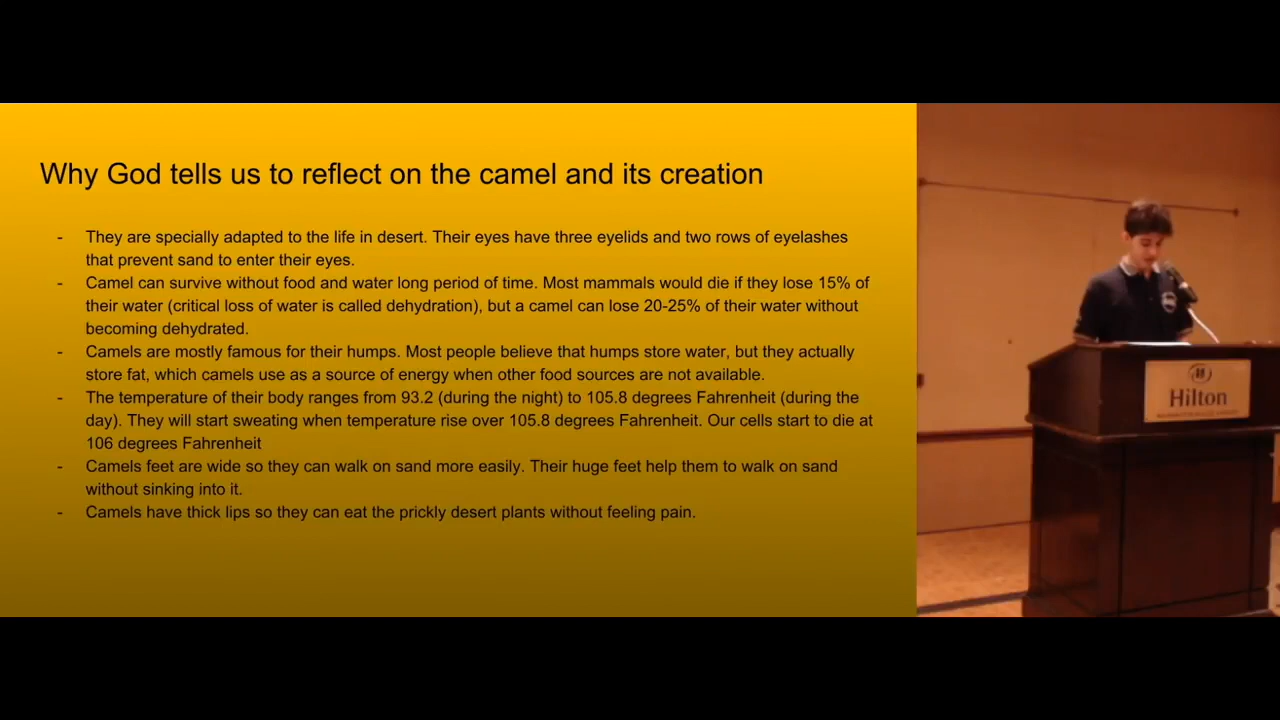 Why God tells us to reflect on the camel and its creation
- They are specially adapted to the life in desert. Their eyes have three eyelids and two rows of eyelashes
that prevent sand to enter their eyes.
- Camel can survive without food and water long period of time. Most mammals would die if they lose 15% of
their water (critical loss of water is called dehydration), but a camel can lose 20-25% of their water without
becoming dehydrated.
- Camels are mostly famous for their humps. Most people believe that humps store water, but they actually
store fat, which camels use as a source of energy when other food sources are not available.
- The temperature of their body ranges from 93.2 (during the night) to 105.8 degrees Fahrenheit (during the
day). They will start sweating when temperature rise over 105.8 degrees Fahrenheit. Our cells start to die at
106 degrees Fahrenheit
- Camels feet are wide so they can walk on sand more easily. Their huge feet help them to walk on sand
without sinking into it.
- Camels have thick lips so they can eat the prickly desert plants without feeling pain.
Hilton